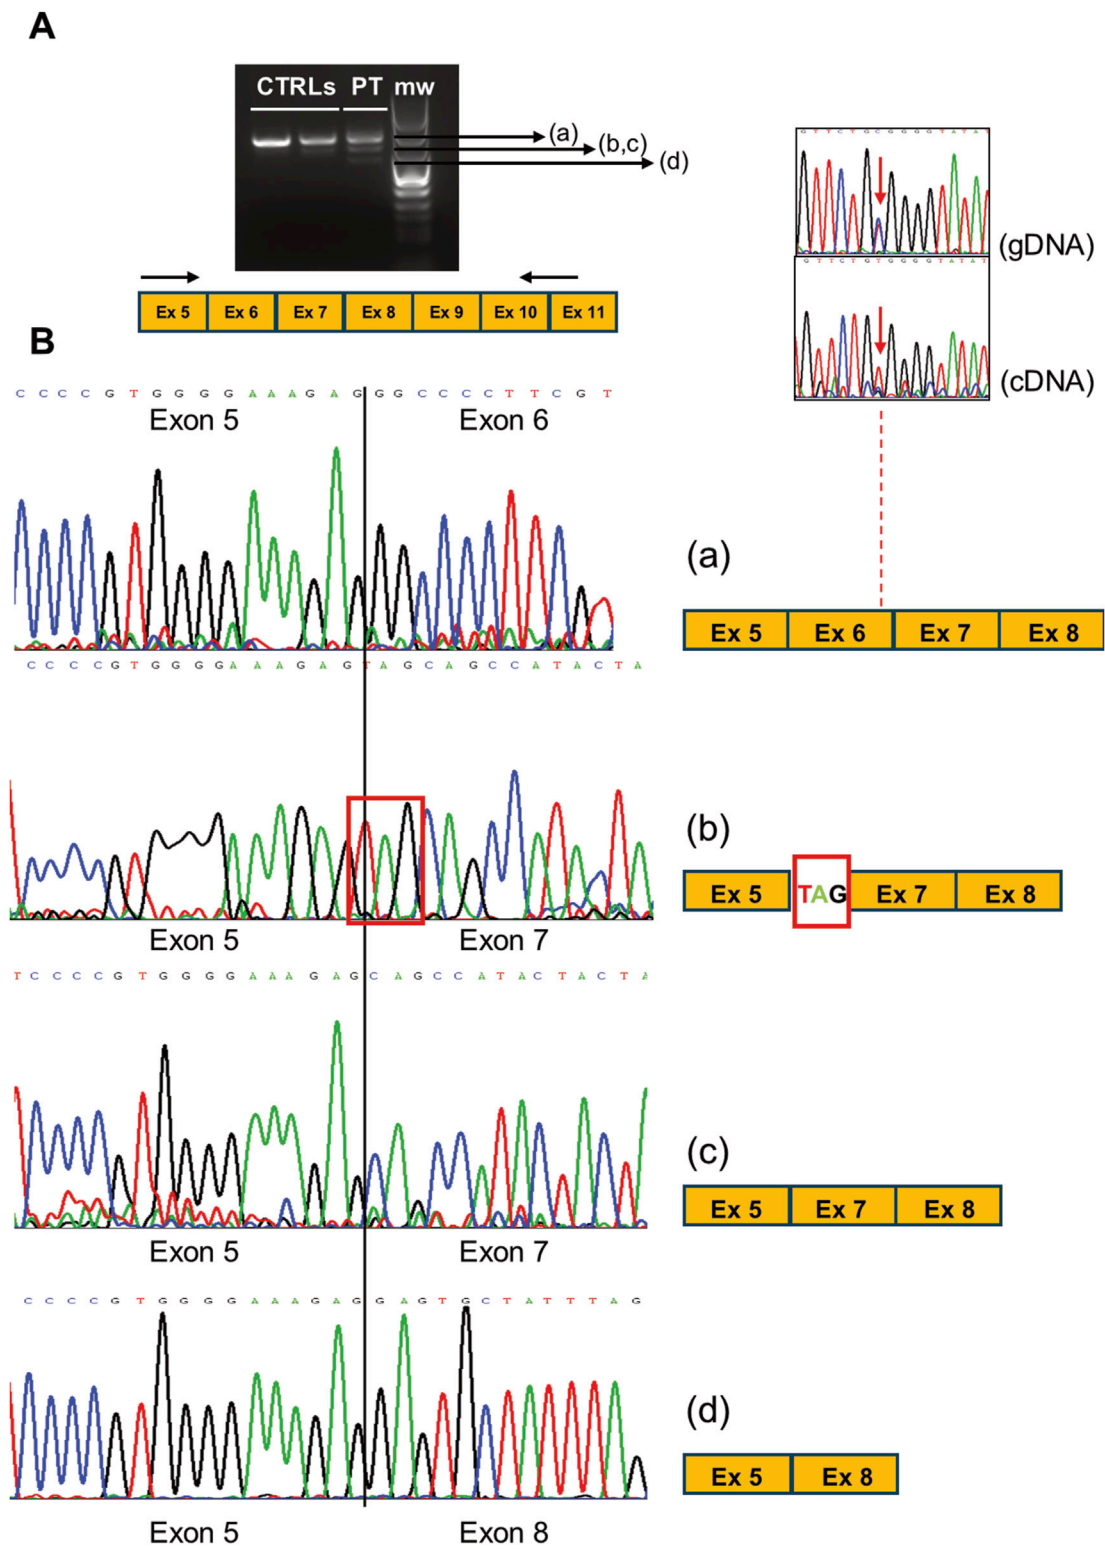 A
CTRLs PT mw
(a)
(b,c)
(d)
G T T C T G C G G G G T A T A T
(gDNA)
G T T C T G T G G G G T A T A T
(cDNA)
Ex 5 Ex 6 Ex 7 Ex 8 Ex 9 Ex 10 Ex 11
B
C C C C G T G G G G A A A G A G G G C C C C T T C G T
Exon 5 Exon 6
(a)
Ex 5 Ex 6 Ex 7 Ex 8
C C C C G T G G G G A A A G A G T A G C A G C C A T A C T A
(b)
Ex 5 TAG Ex 7 Ex 8
Exon 5 Exon 7
T C C C C G T G G G G A A A G A G C A G C C A T A C T A C T A
(c)
Ex 5 Ex 7 Ex 8
Exon 5 Exon 7
C C C C G T G G G G A A A G A G G A G T G C T A T T T A G
(d)
Ex 5 Ex 8
Exon 5 Exon 8